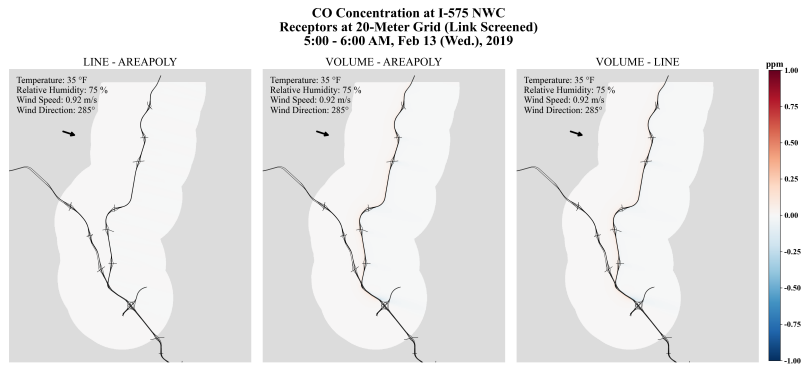 CO Concentration at I-575 NWC
Receptors at 20-Meter Grid (Link Screened)
5:00 - 6:00 AM, Feb 13 (Wed.), 2019
LINE - AREAPOLY
Temperature: 35 °F
Relative Humidity: 75 %
Wind Speed: 0.92 m/s
Wind Direction: 285°
VOLUME - AREAPOLY
Temperature: 35 °F
Relative Humidity: 75 %
Wind Speed: 0.92 m/s
Wind Direction: 285°
VOLUME - LINE
Temperature: 35 °F
Relative Humidity: 75 %
Wind Speed: 0.92 m/s
Wind Direction: 285°
ppm
1.00
0.75
0.50
0.25
0.00
-0.25
-0.50
-0.75
-1.00